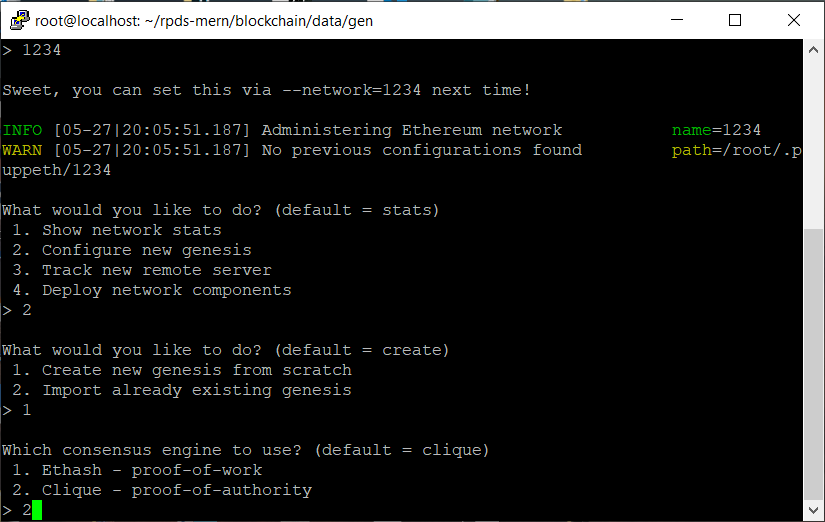 root@localhost: ~/rpds-mern/blockchain/data/gen
> 1234
Sweet, you can set this via --network=1234 next time!
INFO [05-27|20:05:51.187] Administering Ethereum network name=1234
WARN [05-27|20:05:51.187] No previous configurations found path=/root/.p
uppeth/1234
What would you like to do? (default = stats)
1. Show network stats
2. Configure new genesis
3. Track new remote server
4. Deploy network components
> 2
What would you like to do? (default = create)
1. Create new genesis from scratch
2. Import already existing genesis
> 1
Which consensus engine to use? (default = clique)
1. Ethash - proof-of-work
2. Clique - proof-of-authority
> 2